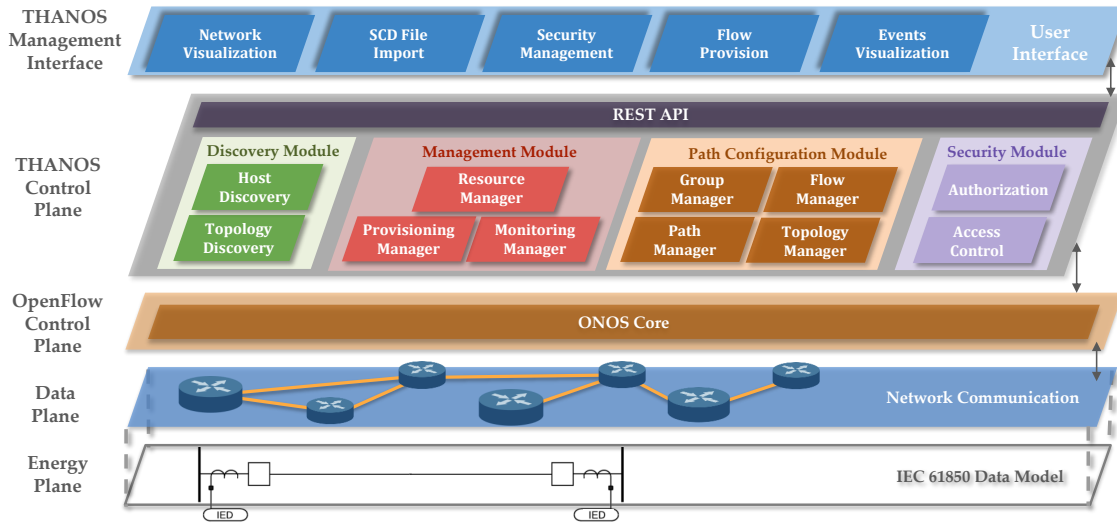 THANOS
Management
Interface
Network
Visualization
SCD File
Import
Security
Management
Flow
Provision
Events
Visualization
User
Interface
THANOS
Control
Plane
REST API
Discovery Module
Host
Discovery
Topology
Discovery
Management Module
Resource
Manager
Provisioning
Manager
Monitoring
Manager
Path Configuration Module
Group
Manager
Flow
Manager
Path
Manager
Topology
Manager
Security Module
Authorization
Access
Control
OpenFlow
Control
Plane
ONOS Core
Data
Plane
Network Communication
Energy
Plane
IEC 61850 Data Model
IED
IED